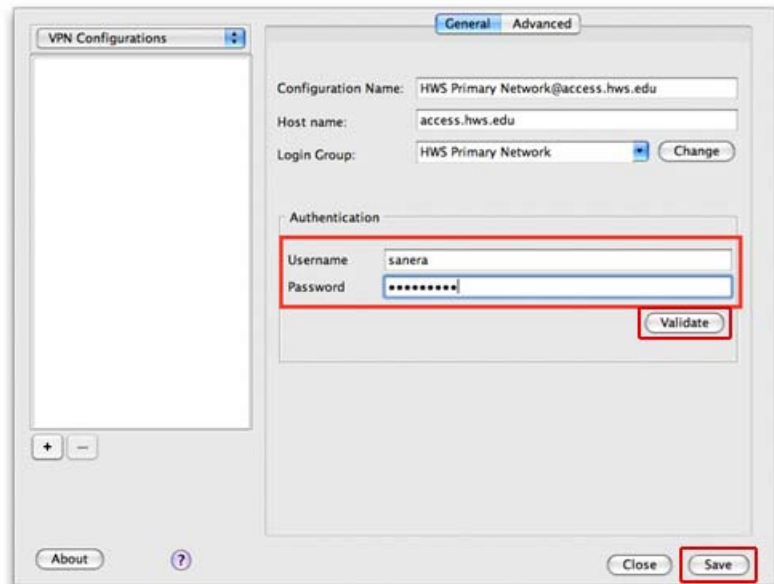 VPN Configurations
General Advanced
Configuration Name: HWS Primary Network@access.hws.edu
Host name: access.hws.edu
Login Group: HWS Primary Network Change
Authentication
Username sanera
Password •••••••••
Validate
+ −
About ? Close Save